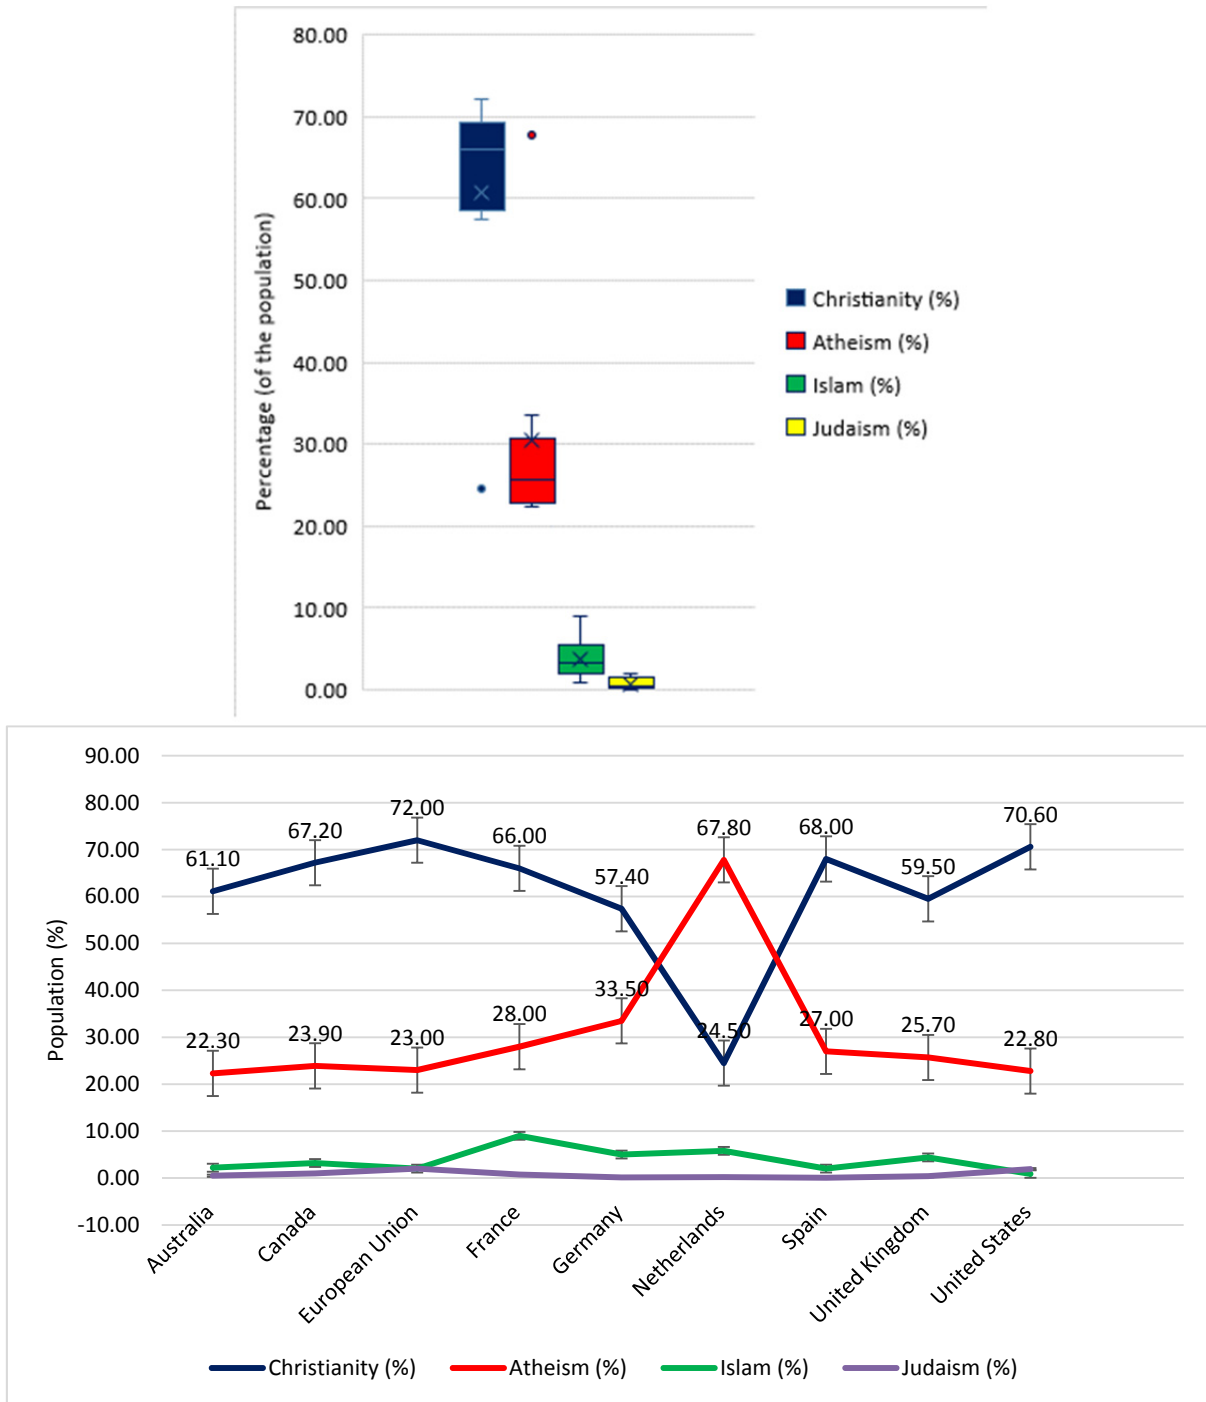 80.00
70.00
60.00
50.00
40.00
30.00
20.00
10.00
0.00
Percentage (of the population)
Christianity (%)
Atheism (%)
Islam (%)
Judaism (%)
90.00
80.00
70.00
60.00
50.00
40.00
30.00
20.00
10.00
0.00
-10.00
Population (%)
61.10
67.20
72.00
66.00
57.40
24.50
68.00
59.50
70.60
22.30
23.90
23.00
28.00
33.50
67.80
27.00
25.70
22.80
Australia
Canada
European Union
France
Germany
Netherlands
Spain
United Kingdom
United States
Christianity (%) Atheism (%) Islam (%) Judaism (%)